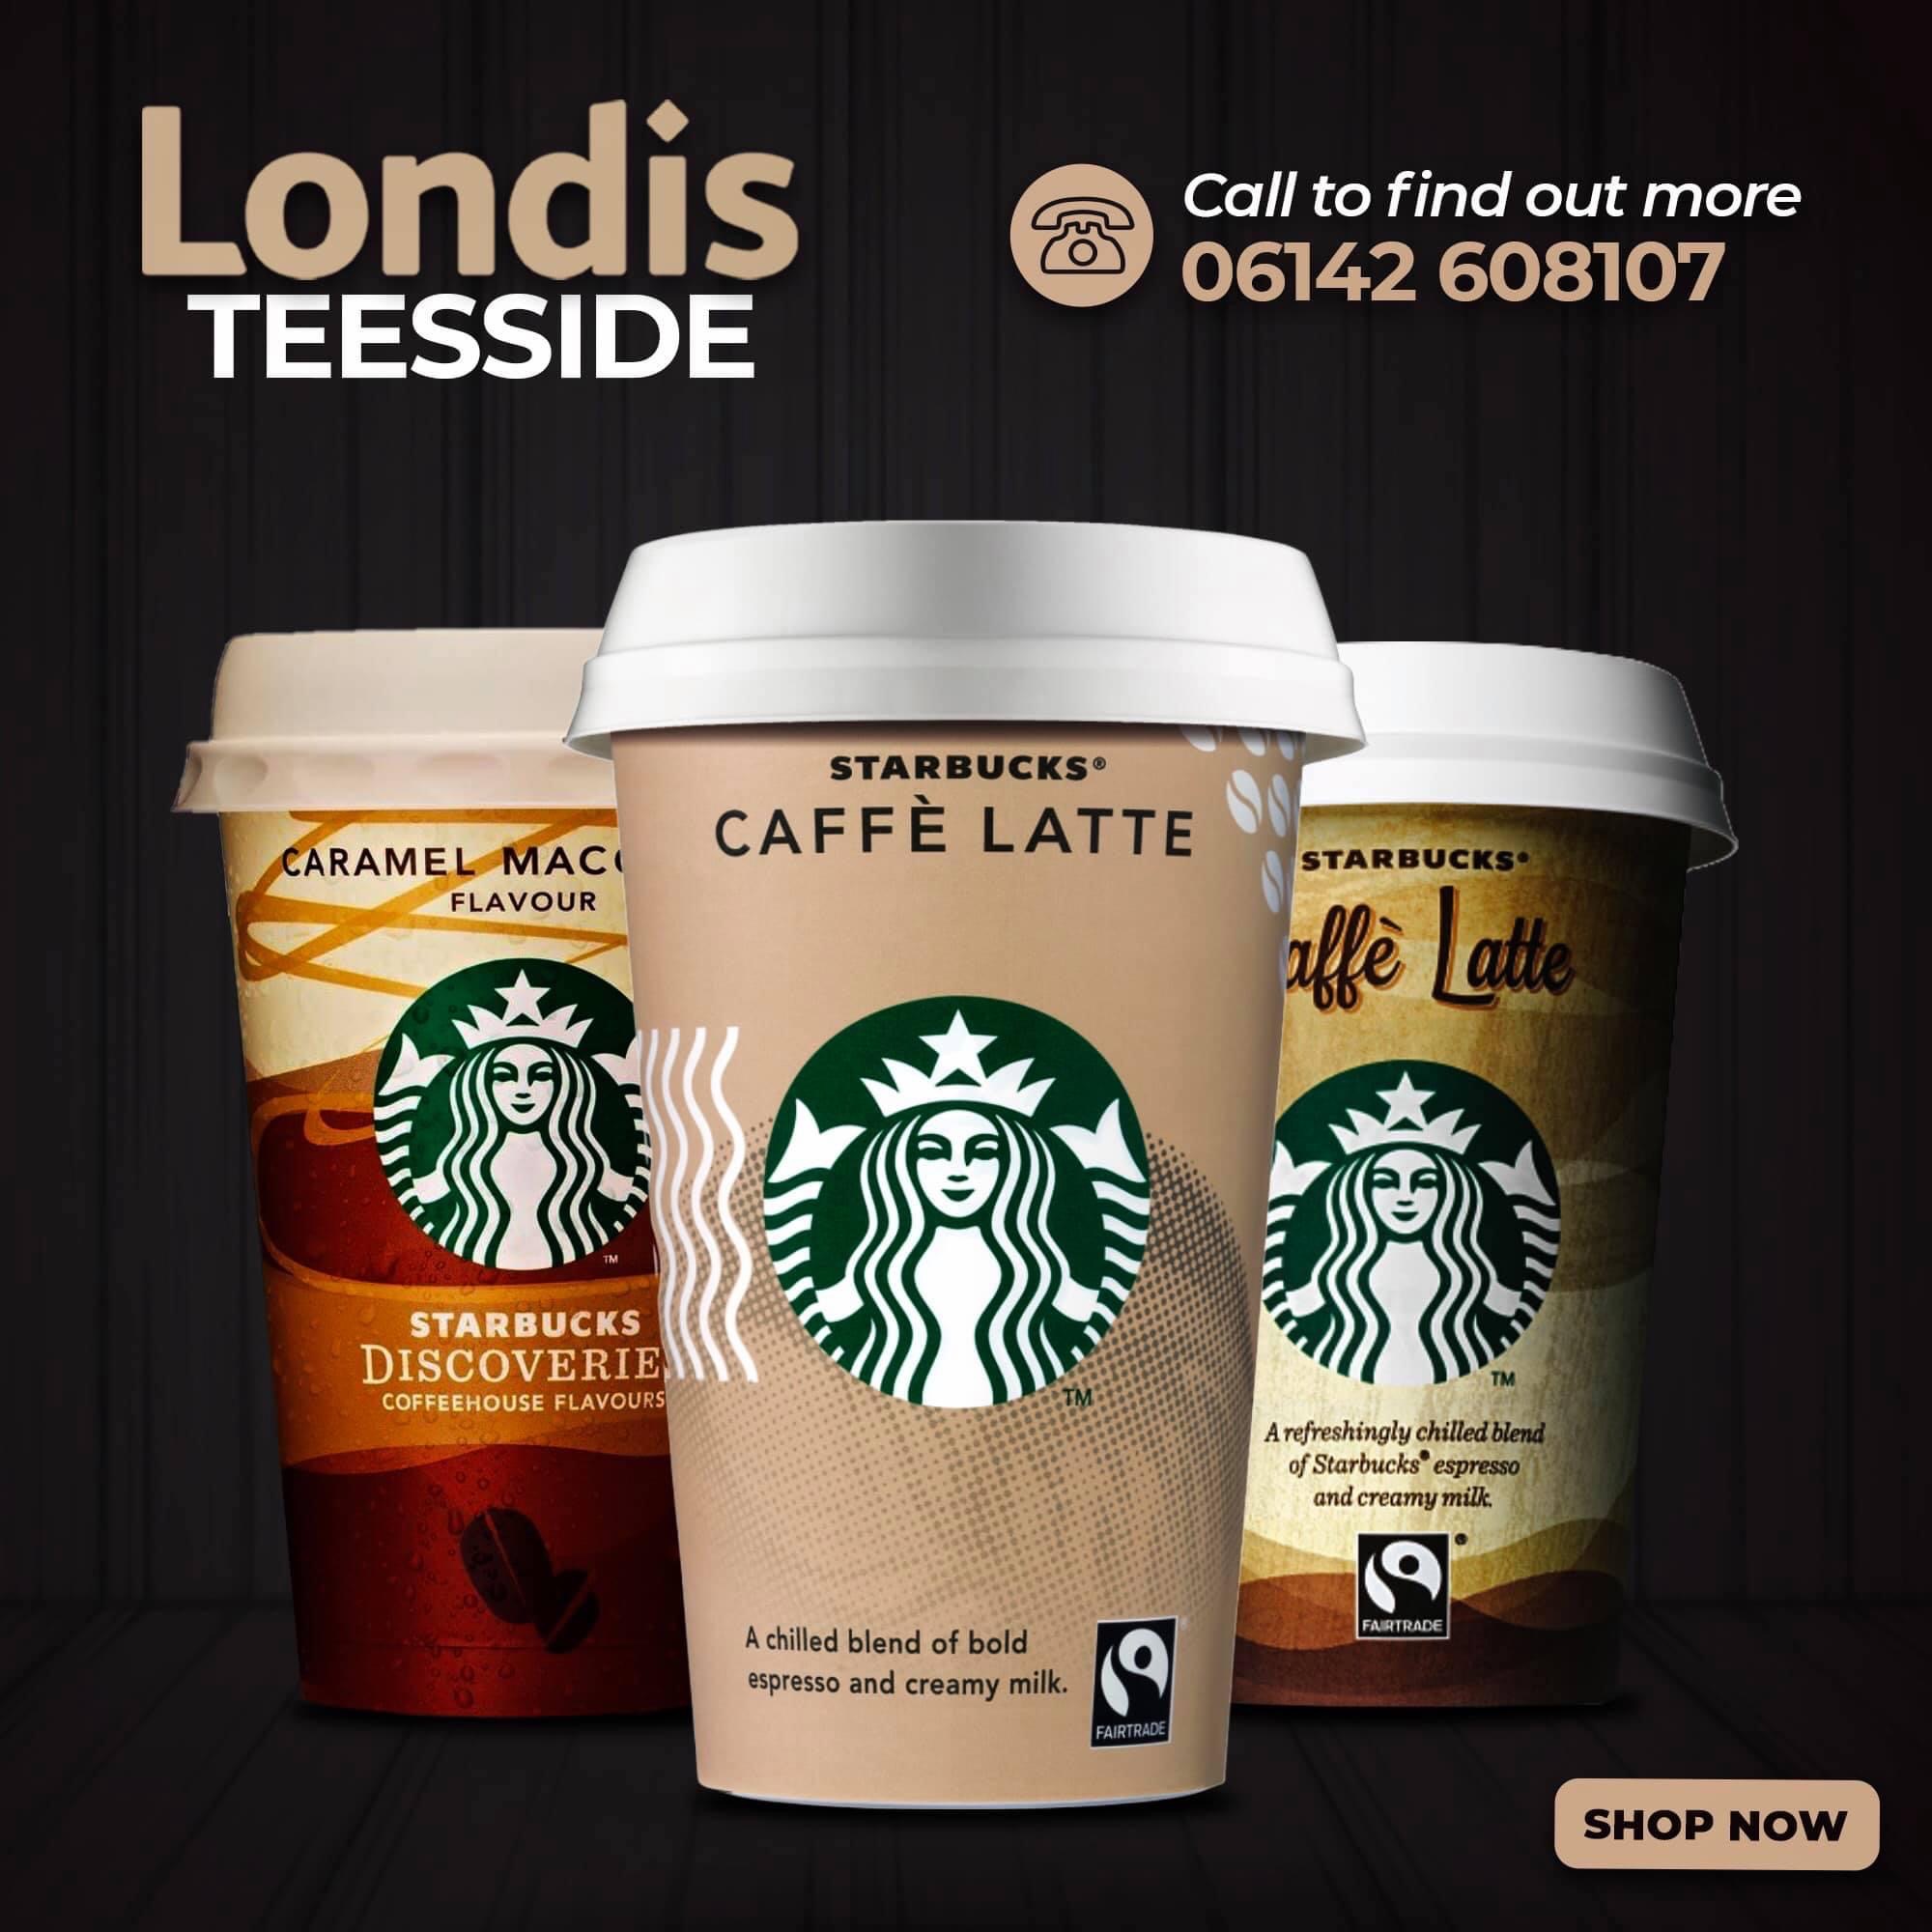 Londis
TEESSIDE
Call to find out more
06142 608107
CARAMEL MAC
FLAVOUR
TM
STARBUCKS
DISCOVERIE
COFFEEHOUSE FLAVOURS
STARBUCKS®
CAFFÈ LATTE
TM
A chilled blend of bold
espresso and creamy milk.
FAIRTRADE
STARBUCKS®
affè Latte
TM
A refreshingly chilled blend
of Starbucks® espresso
and creamy milk.
FAIRTRADE
®
SHOP NOW